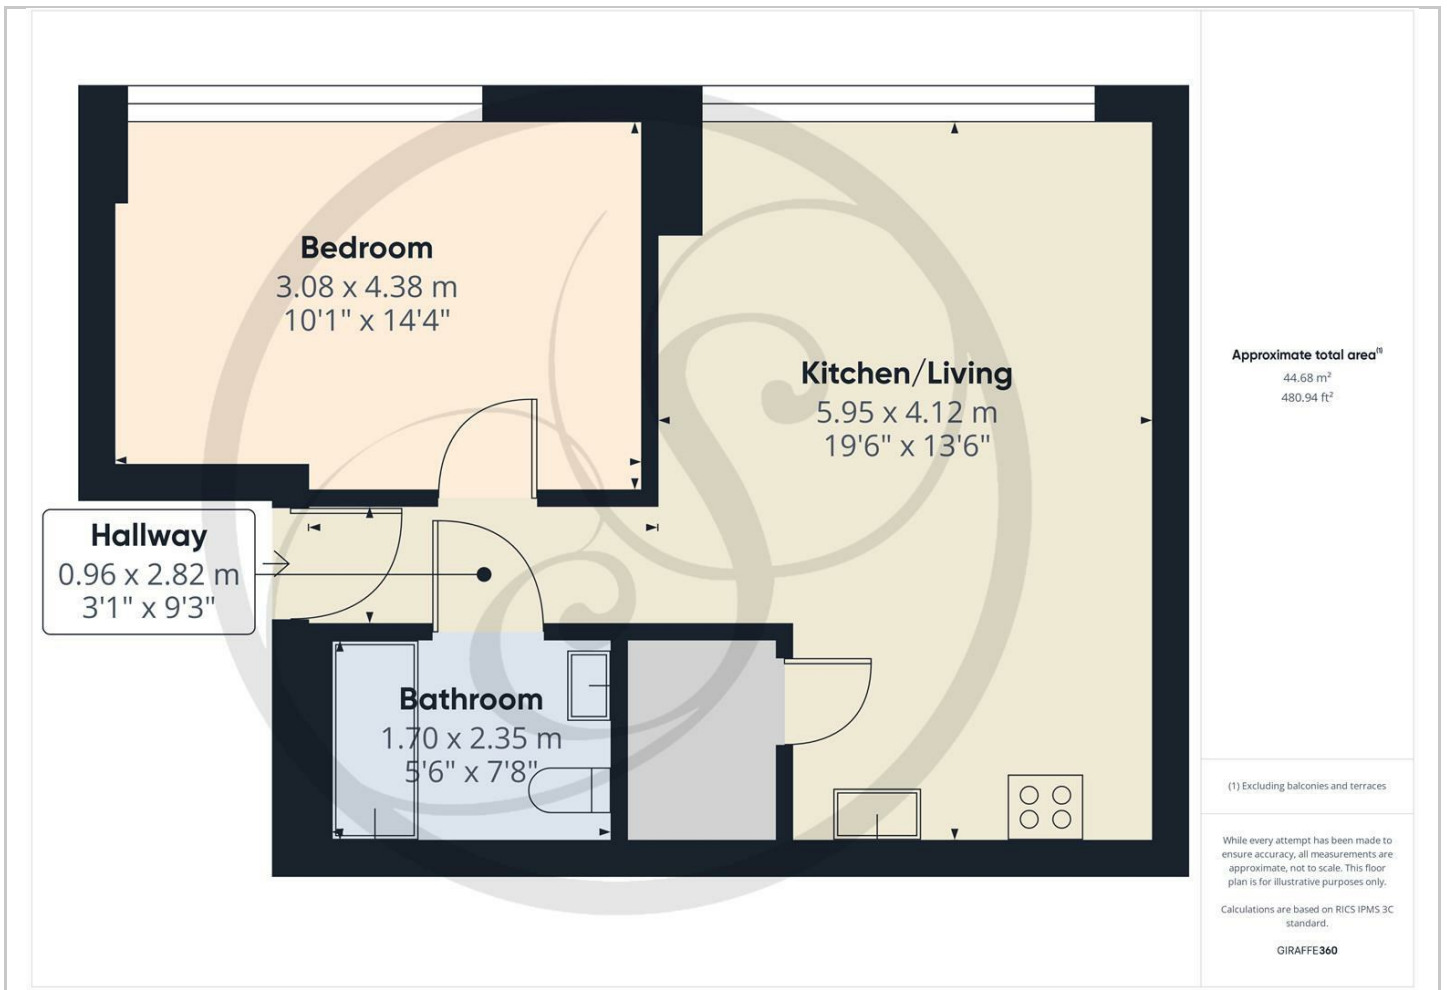 Bedroom
3.08 x 4.38 m
10'1" x 14'4"
Kitchen/Living
5.95 x 4.12 m
19'6" x 13'6"
Hallway
0.96 x 2.82 m
3'1" x 9'3"
Bathroom
1.70 x 2.35 m
5'6" x 7'8"
Approximate total area(1)
44.68 m²
480.94 ft²
(1) Excluding balconies and terraces
While every attempt has been made to
ensure accuracy, all measurements are
approximate, not to scale. This floor
plan is for illustrative purposes only.
Calculations are based on RICS IPMS 3C
standard.
GIRAFFE360